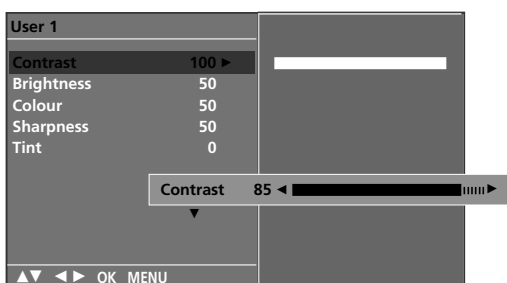 User 1
Contrast 100 ►
Brightness 50
Colour 50
Sharpness 50
Tint 0
Contrast 85 ◄ ►
▼
▲▼ ◄► OK MENU